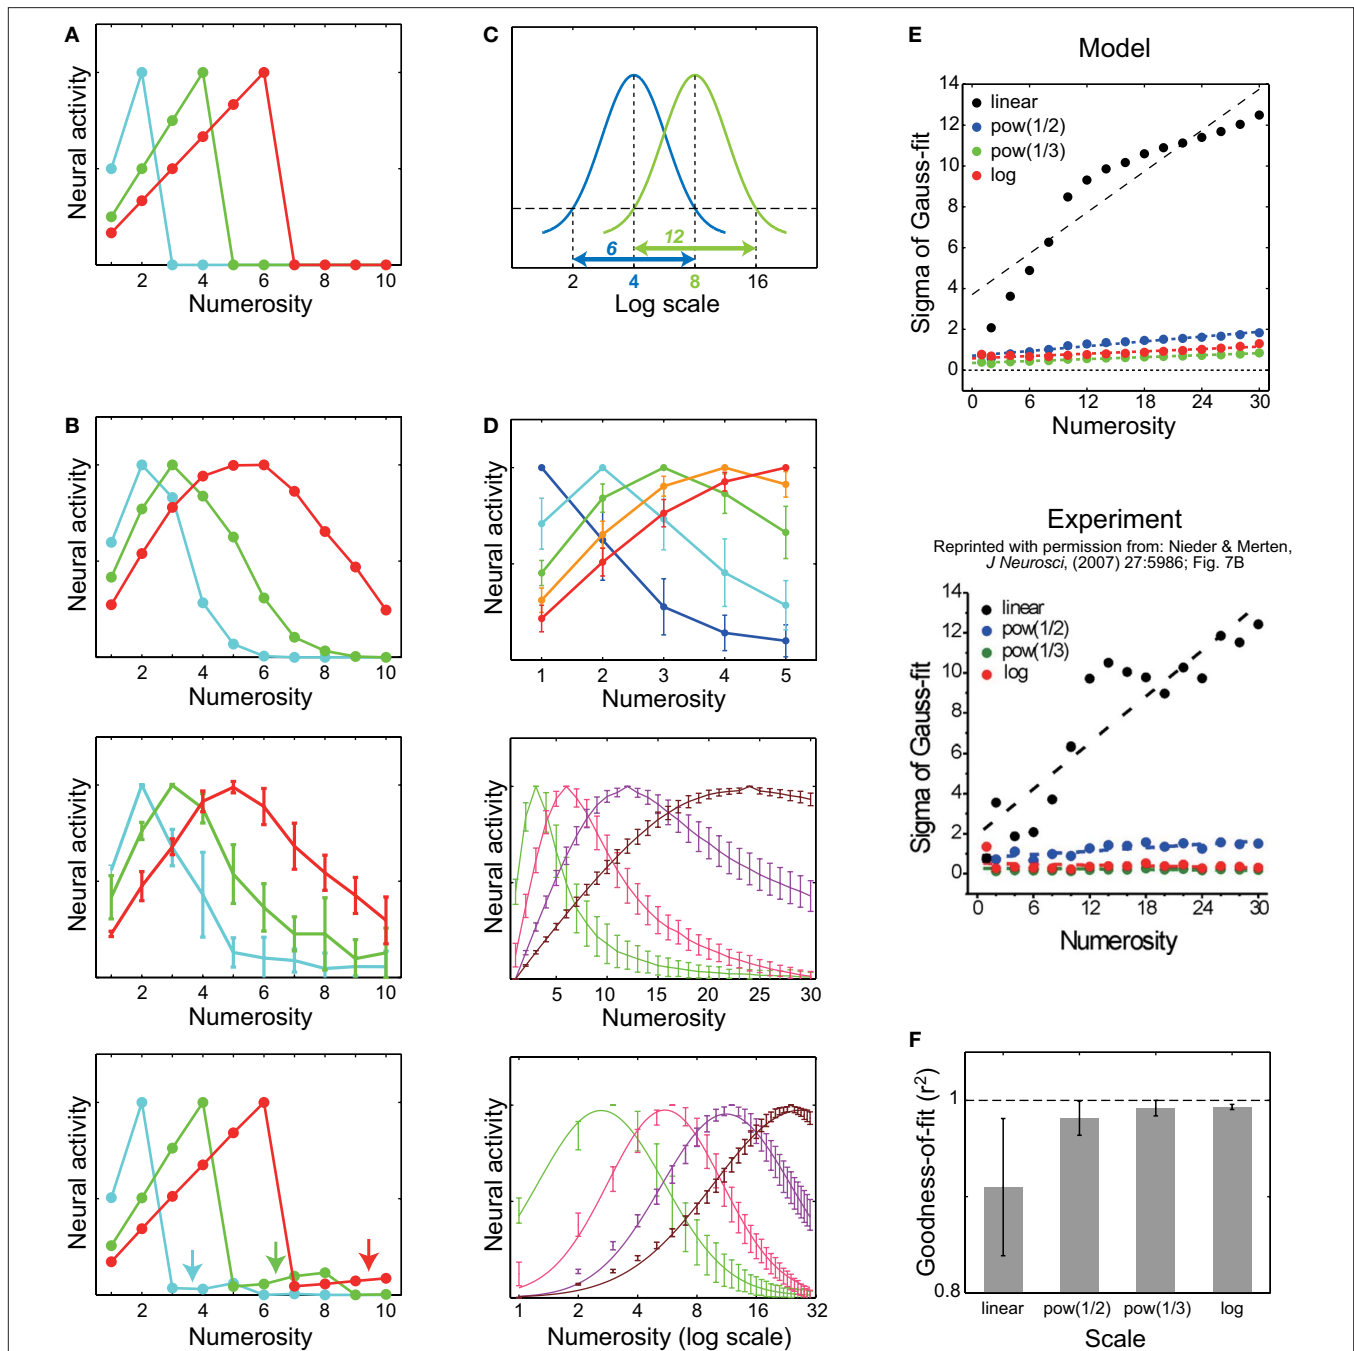 A
Neural activity
2 4 6 8 10
Numerosity
B
Neural activity
2 4 6 8 10
Numerosity
Neural activity
2 4 6 8 10
Numerosity
Neural activity
2 4 6 8 10
Numerosity
C
6 12
2 4 8 16
Log scale
D
Neural activity
1 2 3 4 5
Numerosity
Neural activity
5 10 15 20 25 30
Numerosity
Neural activity
1 2 4 8 16 32
Numerosity (log scale)
E
Model
Sigma of Gauss-fit
14
12
10
8
6
4
2
0
linear
pow(1/2)
pow(1/3)
log
0 6 12 18 24 30
Numerosity
Experiment
Reprinted with permission from: Nieder & Merten,
J Neurosci, (2007) 27:5986; Fig. 7B
Sigma of Gauss-fit
14
12
10
8
6
4
2
0
linear
pow(1/2)
pow(1/3)
log
0 6 12 18 24 30
Numerosity
F
Goodness-of-fit (r²)
1
0.8
linear pow(1/2) pow(1/3) log
Scale